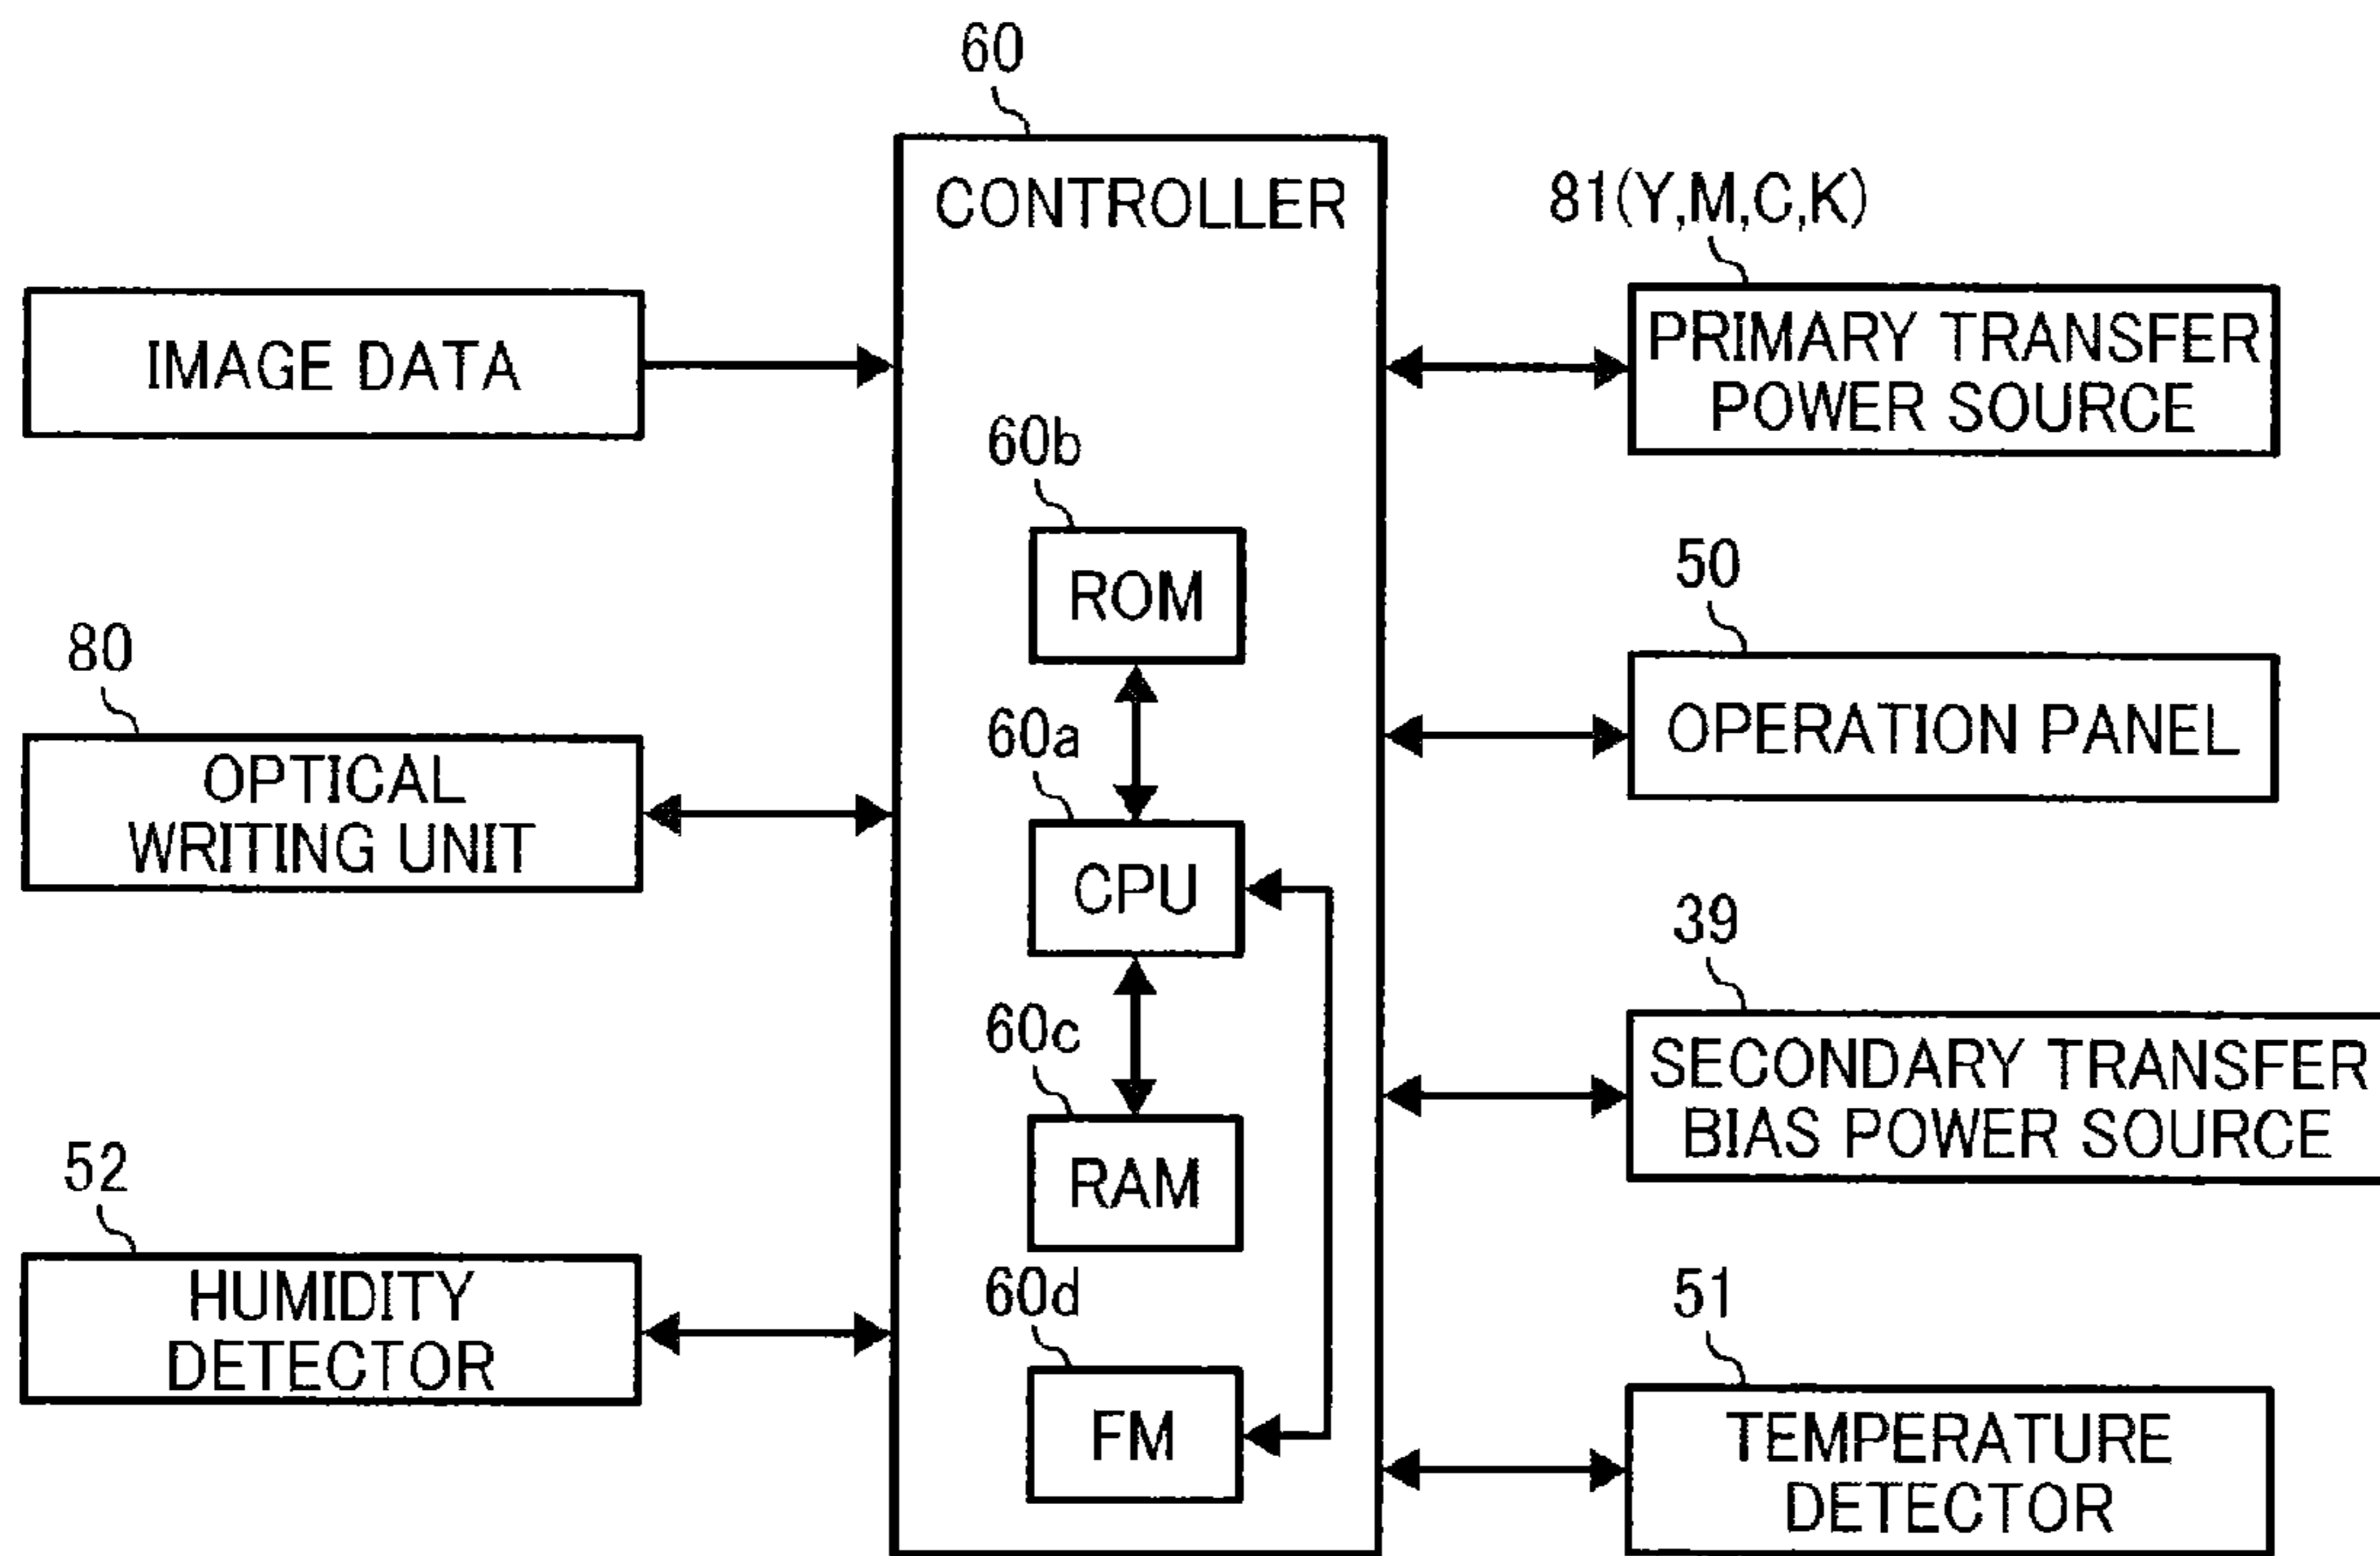 60
CONTROLLER
IMAGE DATA
80
OPTICAL
WRITING UNIT
52
HUMIDITY
DETECTOR
60b
ROM
60a
CPU
60c
RAM
60d
FM
81(Y,M,C,K)
PRIMARY TRANSFER
POWER SOURCE
50
OPERATION PANEL
39
SECONDARY TRANSFER
BIAS POWER SOURCE
51
TEMPERATURE
DETECTOR